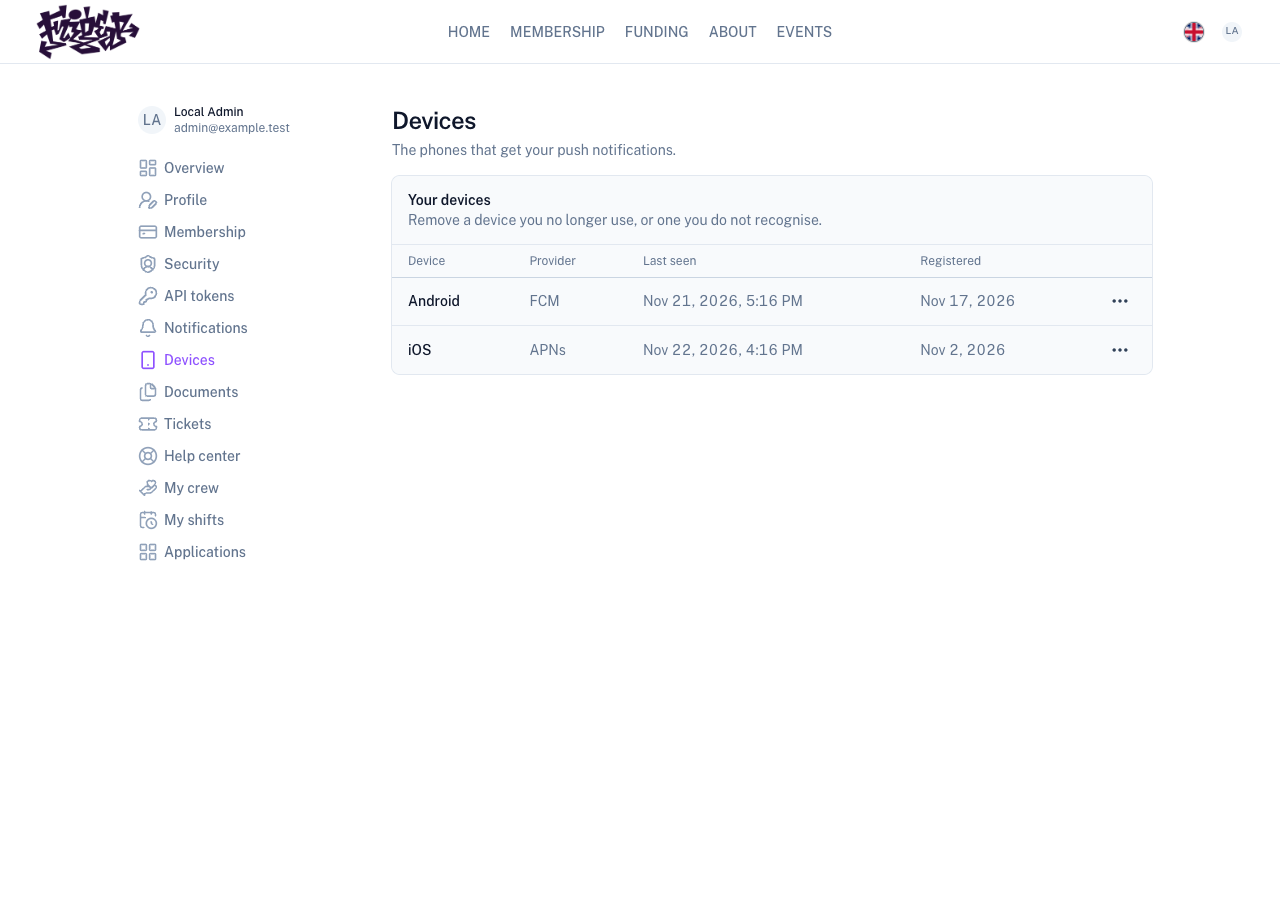 HOME MEMBERSHIP FUNDING ABOUT EVENTS
LA
LA
Local Admin
admin@example.test
Overview
Profile
Membership
Security
API tokens
Notifications
Devices
Documents
Tickets
Help center
My crew
My shifts
Applications
Devices
The phones that get your push notifications.
Your devices
Remove a device you no longer use, or one you do not recognise.
Device Provider Last seen Registered
Android FCM Nov 21, 2026, 5:16 PM Nov 17, 2026
iOS APNs Nov 22, 2026, 4:16 PM Nov 2, 2026